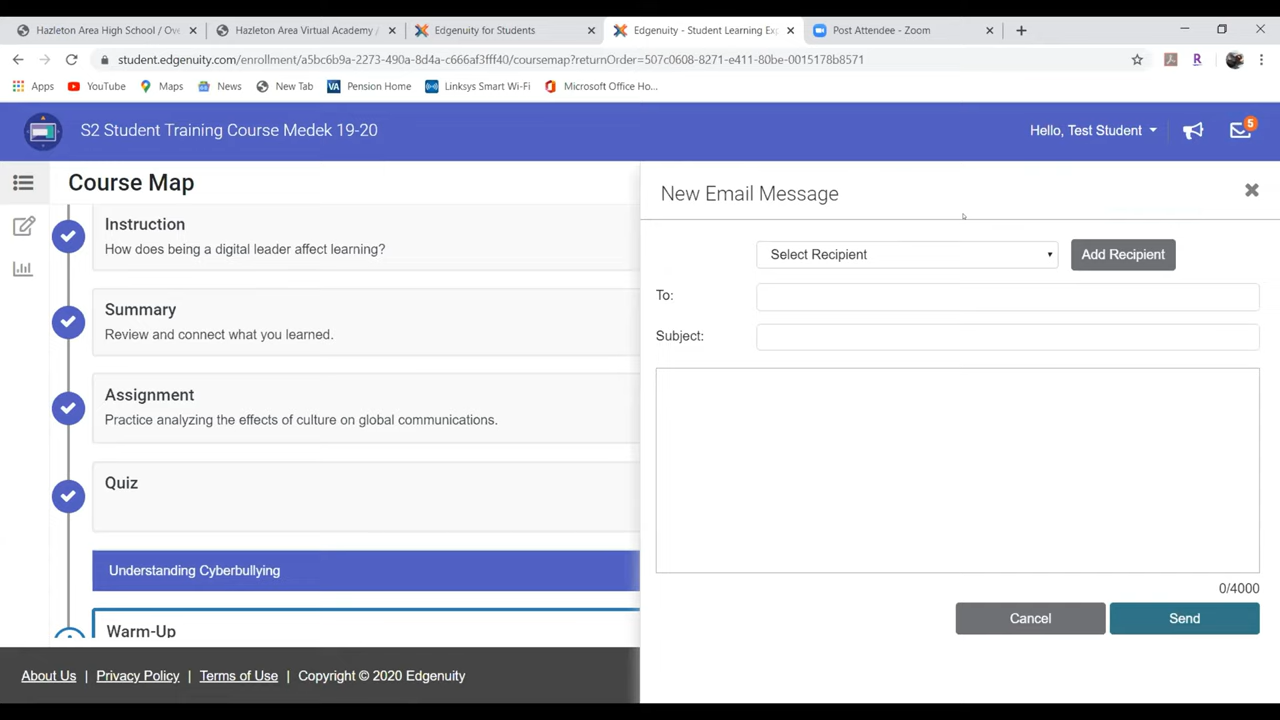 Hazleton Area High School / Ove
Hazleton Area Virtual Academy /
Edgenuity for Students
Edgenuity - Student Learning Ex
Post Attendee - Zoom
student.edgenuity.com/enrollment/a5bc6b9a-2273-490a-8d4a-c666af3fff40/coursemap?returnOrder=507c0608-8271-e411-80be-0015178b8571
Apps
YouTube
Maps
News
New Tab
VA Pension Home
Linksys Smart Wi-Fi
Microsoft Office Ho...
S2 Student Training Course Medek 19-20
Hello, Test Student
5
Course Map
Instruction
How does being a digital leader affect learning?
Summary
Review and connect what you learned.
Assignment
Practice analyzing the effects of culture on global communications.
Quiz
Understanding Cyberbullying
Warm-Up
New Email Message
Select Recipient
Add Recipient
To:
Subject:
0/4000
Cancel
Send
About Us | Privacy Policy | Terms of Use | Copyright © 2020 Edgenuity